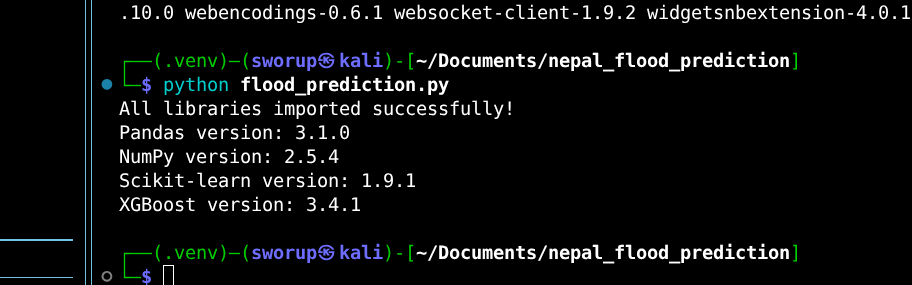 .10.0 webencodings-0.6.1 websocket-client-1.9.2 widgetsnbextension-4.0.1
┌──(.venv)─(sworup㉿kali)-[~/Documents/nepal_flood_prediction]
└─$ python flood_prediction.py
All libraries imported successfully!
Pandas version: 3.1.0
NumPy version: 2.5.4
Scikit-learn version: 1.9.1
XGBoost version: 3.4.1
┌──(.venv)─(sworup㉿kali)-[~/Documents/nepal_flood_prediction]
└─$